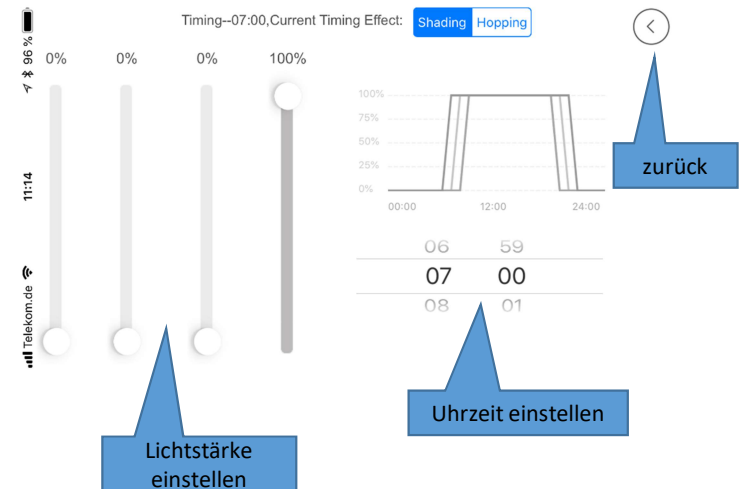 Timing--07:00,Current Timing Effect:
Shading
Hopping
96 %
0%
0%
0%
100%
11:14
Telekom.de
100%
75%
50%
25%
0%
00:00
12:00
24:00
zurück
06 59
07 00
08 01
Uhrzeit einstellen
Lichtstärke
einstellen